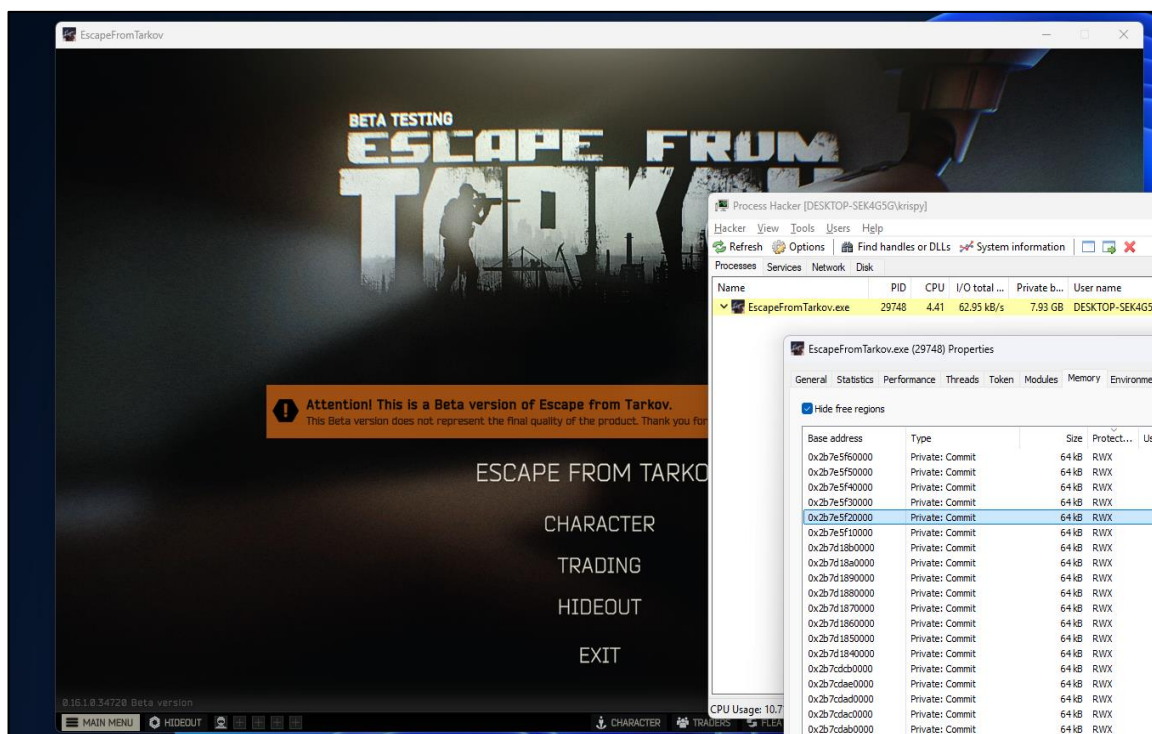 EscapeFromTarkov
BETA TESTING
ESCAPE FROM
TARKOV
Attention! This is a Beta version of Escape from Tarkov.
This Beta version does not represent the final quality of the product. Thank you for
ESCAPE FROM TARKO
CHARACTER
TRADING
HIDEOUT
EXIT
0.16.1.0.34720 Beta version
MAIN MENU HIDEOUT CHARACTER TRADERS FLEA
Process Hacker [DESKTOP-SEK4G5G\krispy]
Hacker View Tools Users Help
Refresh Options Find handles or DLLs System information
Processes Services Network Disk
Name PID CPU I/O total ... Private b... User name
EscapeFromTarkov.exe 29748 4.41 62.95 kB/s 7.93 GB DESKTOP-SEK4G5
EscapeFromTarkov.exe (29748) Properties
General Statistics Performance Threads Token Modules Memory Environme
Hide free regions
Base address Type Size Protect... Us
0x2b7e5f60000 Private: Commit 64 kB RWX
0x2b7e5f50000 Private: Commit 64 kB RWX
0x2b7e5f40000 Private: Commit 64 kB RWX
0x2b7e5f30000 Private: Commit 64 kB RWX
0x2b7e5f20000 Private: Commit 64 kB RWX
0x2b7e5f10000 Private: Commit 64 kB RWX
0x2b7d18b0000 Private: Commit 64 kB RWX
0x2b7d18a0000 Private: Commit 64 kB RWX
0x2b7d1890000 Private: Commit 64 kB RWX
0x2b7d1880000 Private: Commit 64 kB RWX
0x2b7d1870000 Private: Commit 64 kB RWX
0x2b7d1860000 Private: Commit 64 kB RWX
0x2b7d1850000 Private: Commit 64 kB RWX
0x2b7d1840000 Private: Commit 64 kB RWX
0x2b7cdcb0000 Private: Commit 64 kB RWX
0x2b7cdae0000 Private: Commit 64 kB RWX
0x2b7cdad0000 Private: Commit 64 kB RWX
0x2b7cdac0000 Private: Commit 64 kB RWX
0x2b7cdab0000 Private: Commit 64 kB RWX
CPU Usage: 10.7